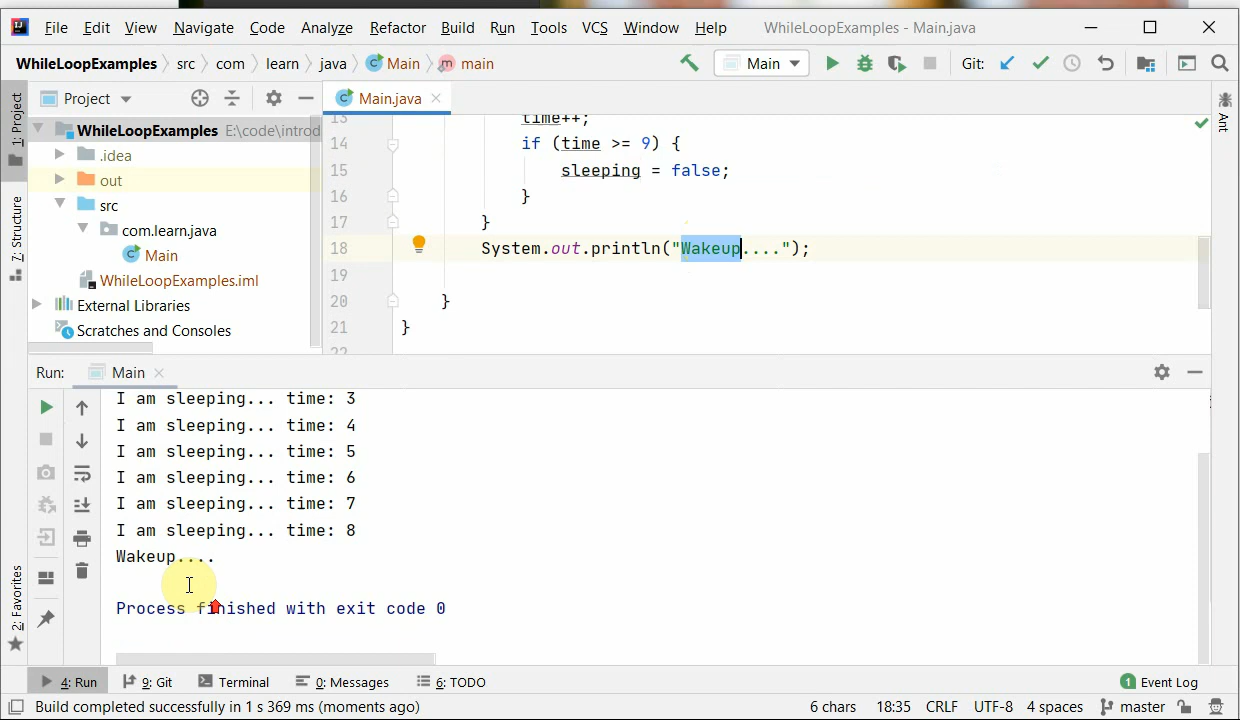 File Edit View Navigate Code Analyze Refactor Build Run Tools VCS Window Help WhileLoopExamples - Main.java
WhileLoopExamples src com learn java Main main Main Git:
1: Project
Project
Main.java
WhileLoopExamples E:\code\introd
.idea
out
src
com.learn.java
Main
WhileLoopExamples.iml
External Libraries
Scratches and Consoles
7: Structure
Ant
13 time++;
14 if (time >= 9) {
15 sleeping = false;
16 }
17 }
18 System.out.println("Wakeup....");
19
20 }
21 }
22
Run: Main
I am sleeping... time: 3
I am sleeping... time: 4
I am sleeping... time: 5
I am sleeping... time: 6
I am sleeping... time: 7
I am sleeping... time: 8
Wakeup....
Process finished with exit code 0
2: Favorites
4: Run 9: Git Terminal 0: Messages 6: TODO 1 Event Log
Build completed successfully in 1 s 369 ms (moments ago) 6 chars 18:35 CRLF UTF-8 4 spaces master